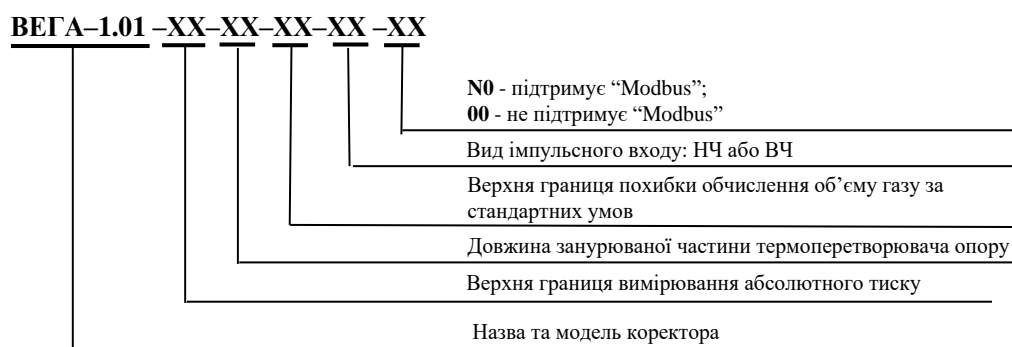 ВЕГА–1.01 –ХХ–ХХ–ХХ–ХХ –ХХ
N0 - підтримує “Modbus”;
00 - не підтримує “Modbus”
Вид імпульсного входу: НЧ або ВЧ
Верхня границя похибки обчислення об’єму газу за
стандартних умов
Довжина занурюваної частини термоперетворювача опору
Верхня границя вимірювання абсолютного тиску
Назва та модель коректора